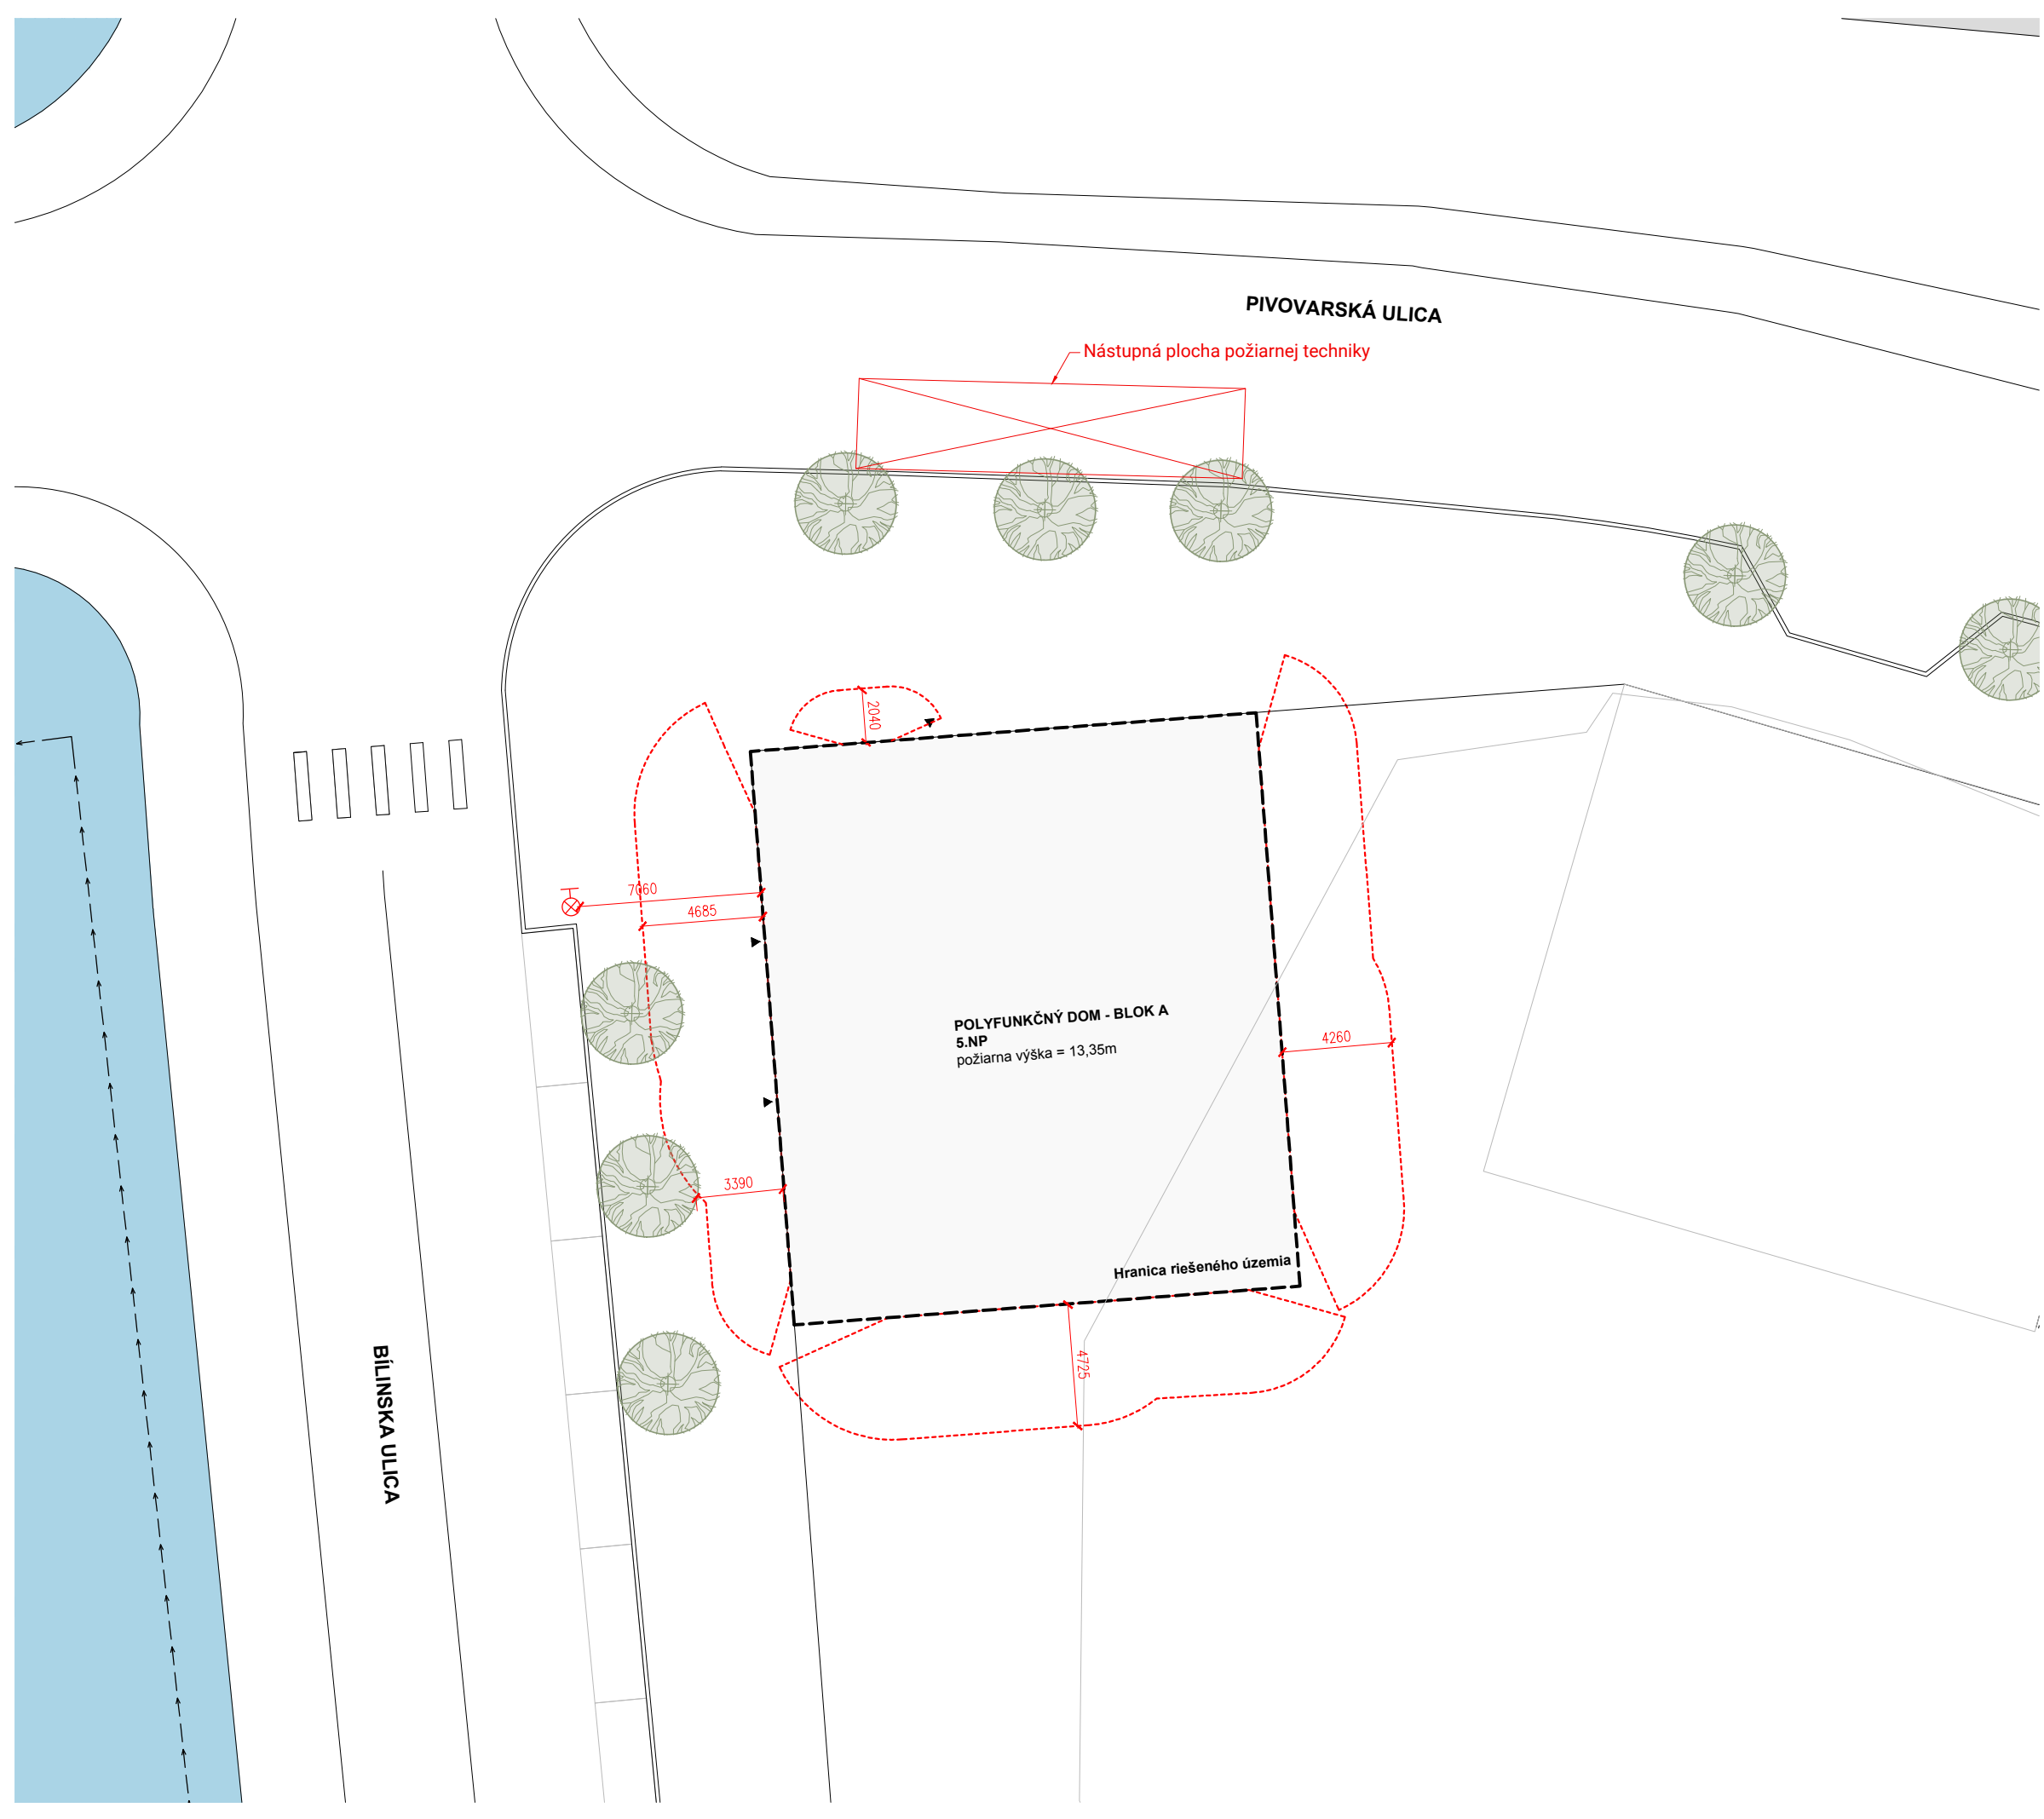 PIVOVARSKÁ ULICA
Nástupná plocha požiarnej techniky
2040
7060
4685
POLYFUNKČNÝ DOM - BLOK A
5.NP
požiarna výška = 13,35m
4260
3390
Hranica riešeného územia
4725
BÍLINSKA ULICA